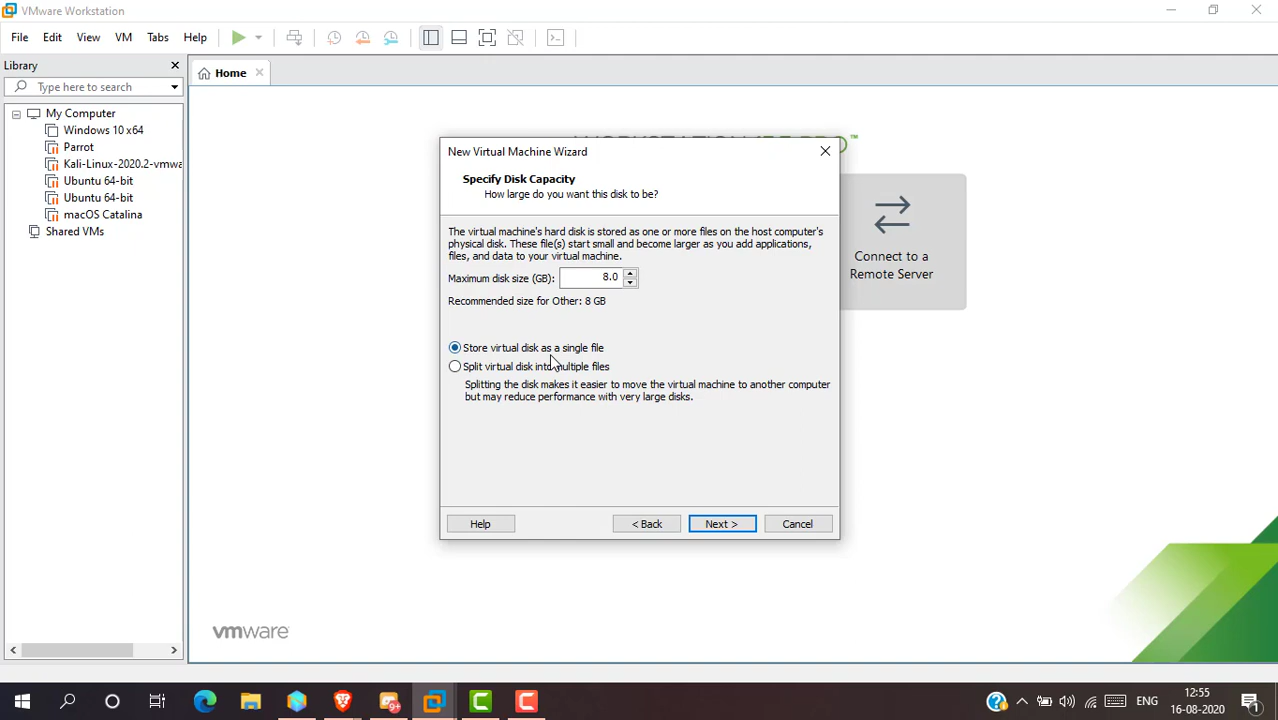 VMware Workstation
File Edit View VM Tabs Help
Library
Type here to search
Home
My Computer
Windows 10 x64
Parrot
Kali-Linux-2020.2-vmwa
Ubuntu 64-bit
Ubuntu 64-bit
macOS Catalina
Shared VMs
New Virtual Machine Wizard
Specify Disk Capacity
How large do you want this disk to be?
The virtual machine's hard disk is stored as one or more files on the host computer's
physical disk. These file(s) start small and become larger as you add applications,
files, and data to your virtual machine.
Maximum disk size (GB): 8.0
Recommended size for Other: 8 GB
Store virtual disk as a single file
Split virtual disk into multiple files
Splitting the disk makes it easier to move the virtual machine to another computer
but may reduce performance with very large disks.
Help < Back Next > Cancel
Connect to a
Remote Server
vmware
ENG
12:55
16-08-2020